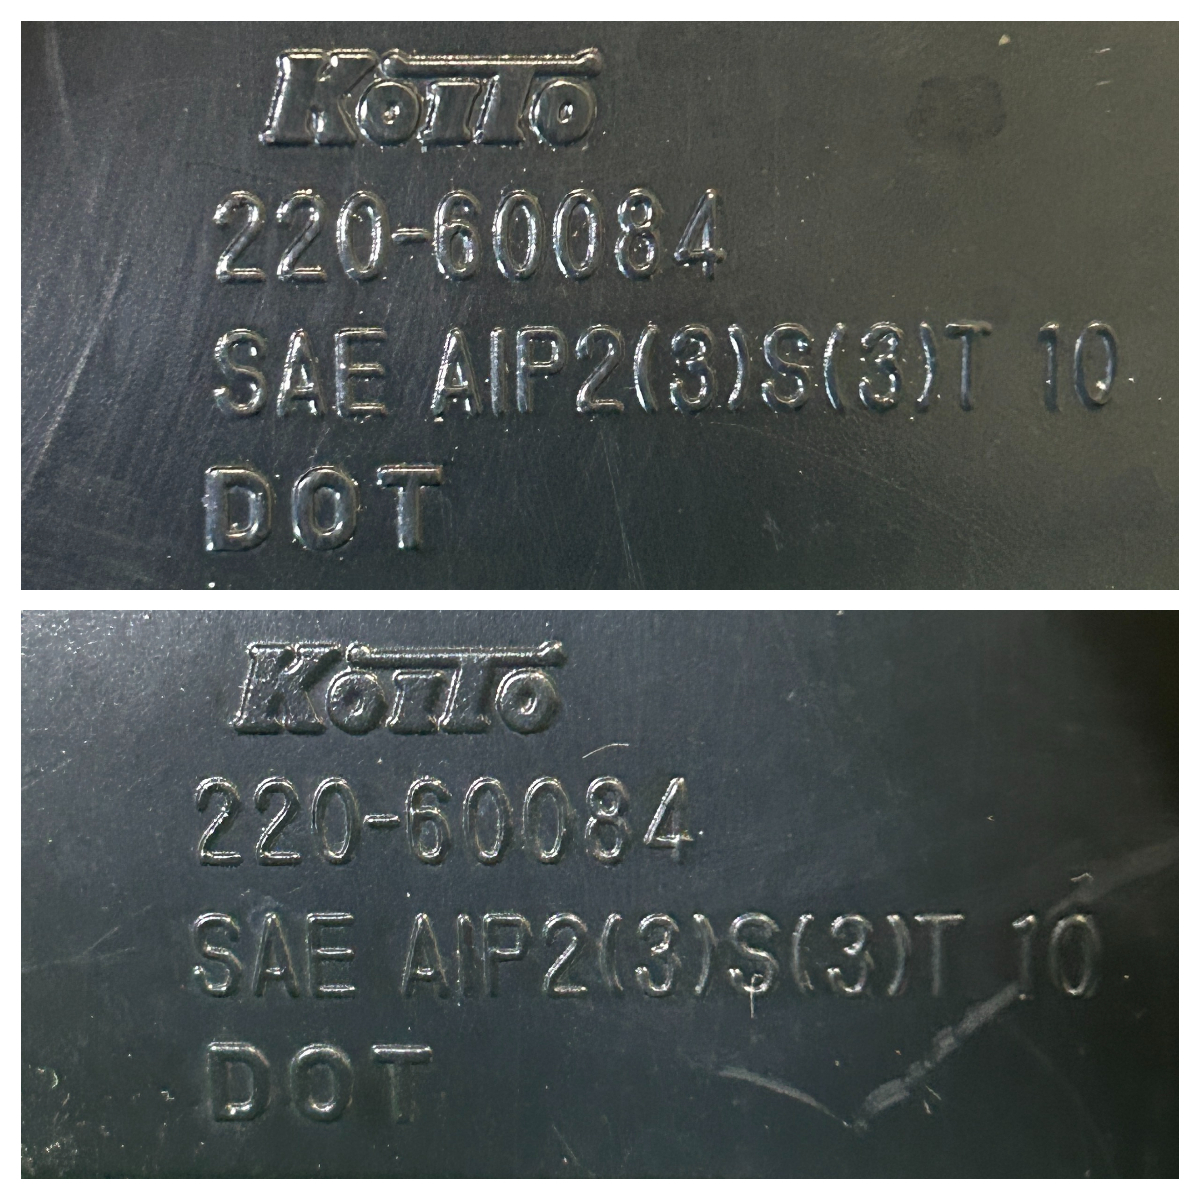 KoiTo
220-60084
SAE AIP2(3)S(3)T 10
DOT
KoiTo
220-60084
SAE AIP2(3)S(3)T 10
DOT